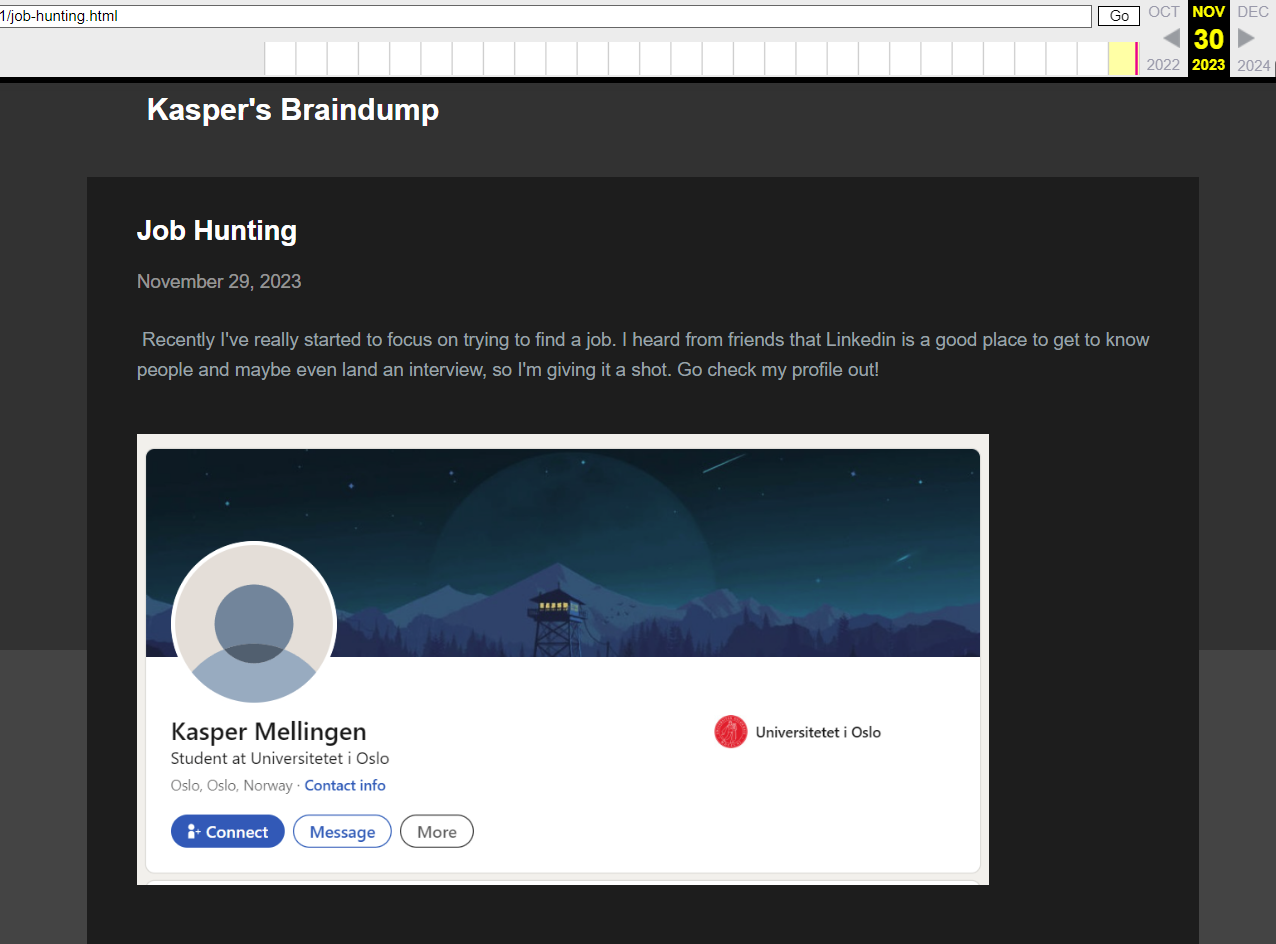 1/job-hunting.html
Go
OCT NOV DEC
30
2022 2023 2024
Kasper's Braindump
Job Hunting
November 29, 2023
Recently I've really started to focus on trying to find a job. I heard from friends that Linkedin is a good place to get to know
people and maybe even land an interview, so I'm giving it a shot. Go check my profile out!
Kasper Mellingen
Universitetet i Oslo
Student at Universitetet i Oslo
Oslo, Oslo, Norway · Contact info
Connect Message More